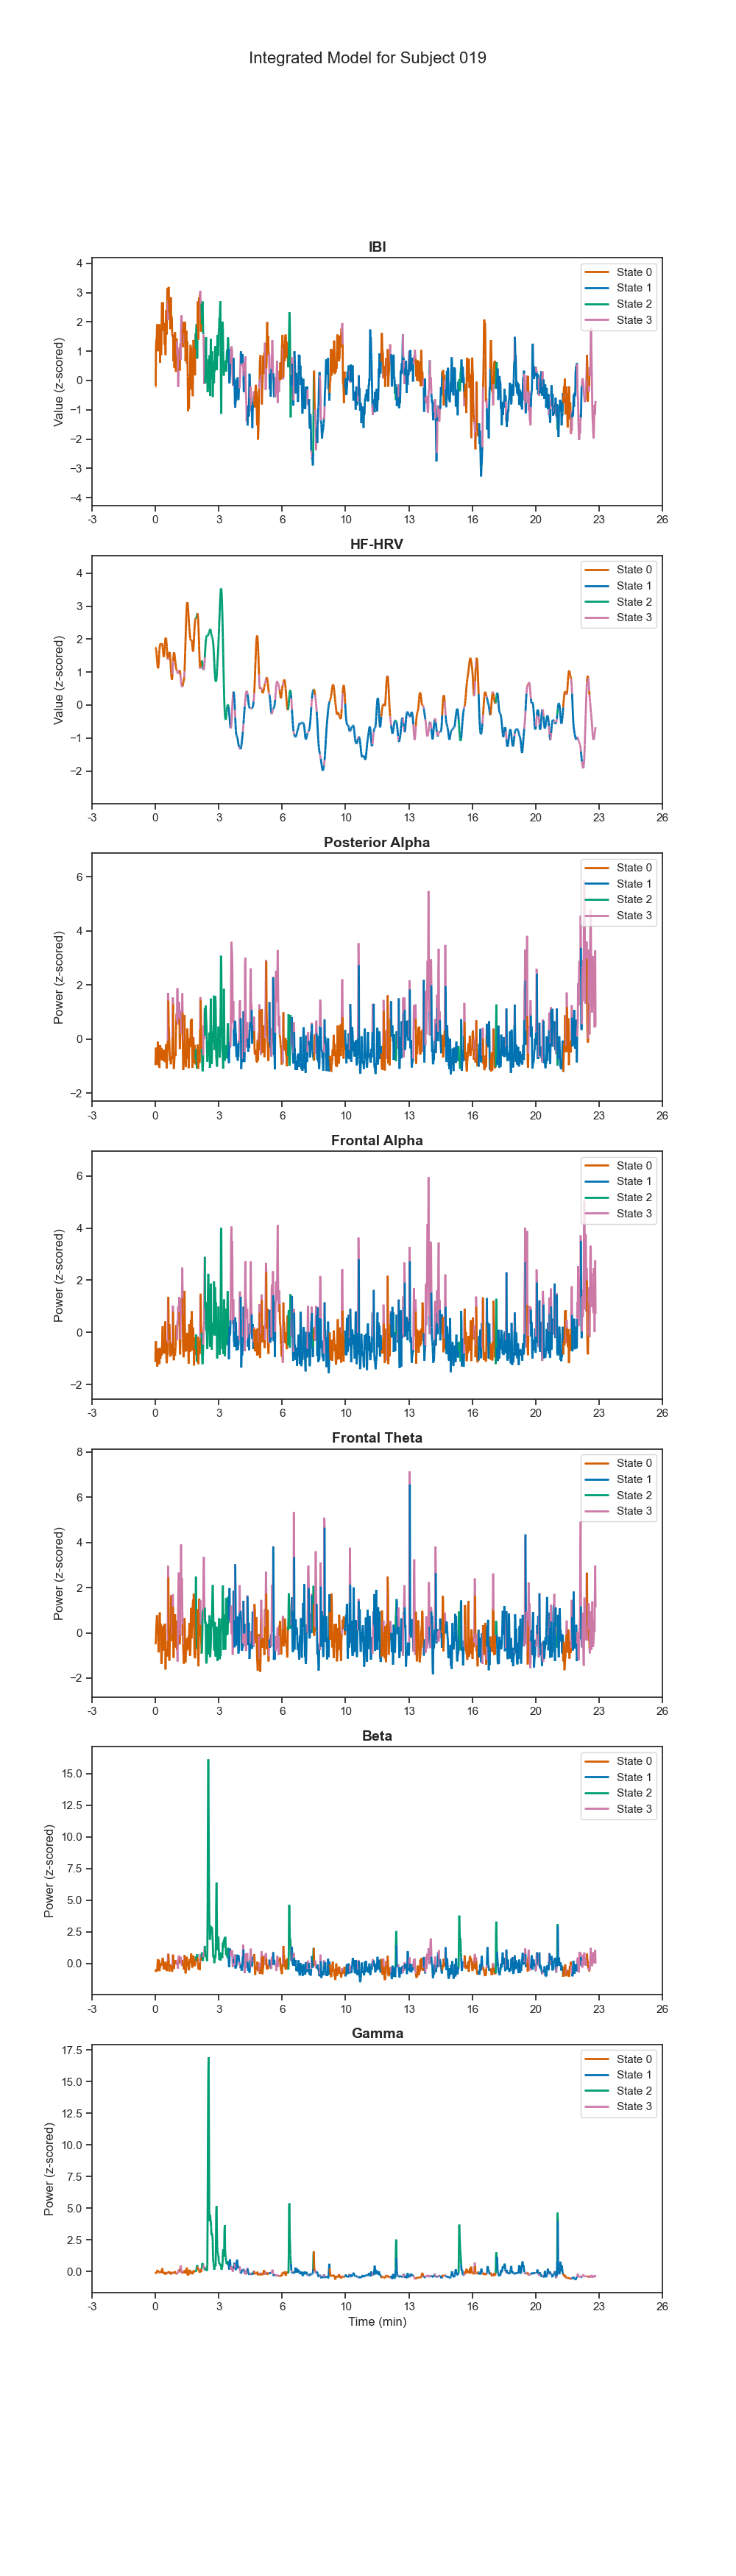 Integrated Model for Subject 019
IBI
Value (z-scored)
4
3
2
1
0
−1
−2
−3
−4
State 0
State 1
State 2
State 3
-3 0 3 6 10 13 16 20 23 26
HF-HRV
Value (z-scored)
4
3
2
1
0
−1
−2
State 0
State 1
State 2
State 3
-3 0 3 6 10 13 16 20 23 26
Posterior Alpha
Power (z-scored)
6
4
2
0
−2
State 0
State 1
State 2
State 3
-3 0 3 6 10 13 16 20 23 26
Frontal Alpha
Power (z-scored)
6
4
2
0
−2
State 0
State 1
State 2
State 3
-3 0 3 6 10 13 16 20 23 26
Frontal Theta
Power (z-scored)
8
6
4
2
0
−2
State 0
State 1
State 2
State 3
-3 0 3 6 10 13 16 20 23 26
Beta
Power (z-scored)
15.0
12.5
10.0
7.5
5.0
2.5
0.0
State 0
State 1
State 2
State 3
-3 0 3 6 10 13 16 20 23 26
Gamma
Power (z-scored)
17.5
15.0
12.5
10.0
7.5
5.0
2.5
0.0
State 0
State 1
State 2
State 3
-3 0 3 6 10 13 16 20 23 26
Time (min)